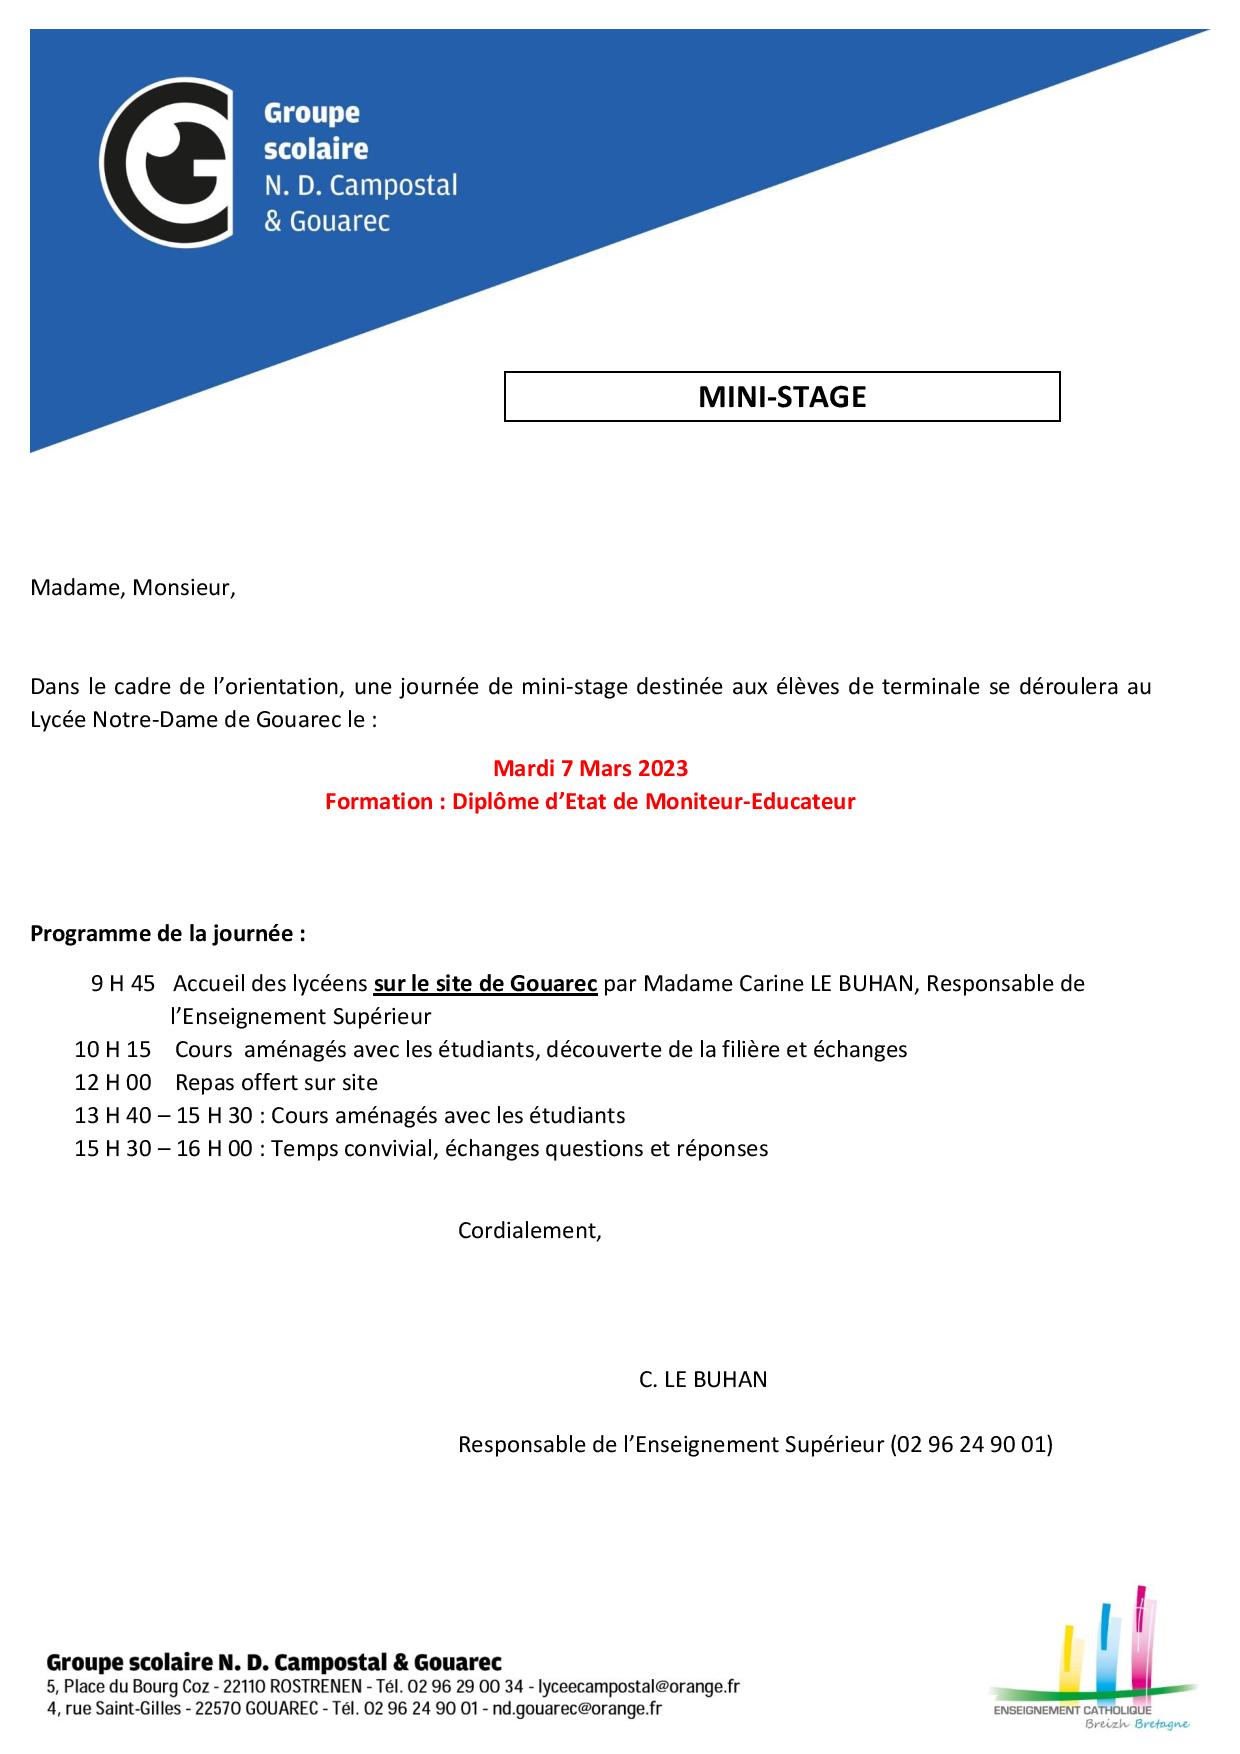 Groupe
scolaire
N. D. Campostal
& Gouarec
MINI-STAGE
Madame, Monsieur,
Dans le cadre de l’orientation, une journée de mini-stage destinée aux élèves de terminale se déroulera au
Lycée Notre-Dame de Gouarec le :
Mardi 7 Mars 2023
Formation : Diplôme d’Etat de Moniteur-Educateur
Programme de la journée :
9 H 45 Accueil des lycéens sur le site de Gouarec par Madame Carine LE BUHAN, Responsable de
l’Enseignement Supérieur
10 H 15 Cours aménagés avec les étudiants, découverte de la filière et échanges
12 H 00 Repas offert sur site
13 H 40 – 15 H 30 : Cours aménagés avec les étudiants
15 H 30 – 16 H 00 : Temps convivial, échanges questions et réponses
Cordialement,
C. LE BUHAN
Responsable de l’Enseignement Supérieur (02 96 24 90 01)
Groupe scolaire N. D. Campostal & Gouarec
5, Place du Bourg Coz - 22110 ROSTRENEN - Tél. 02 96 29 00 34 - lyceecampostal@orange.fr
4, rue Saint-Gilles - 22570 GOUAREC - Tél. 02 96 24 90 01 - nd.gouarec@orange.fr
ENSEIGNEMENT CATHOLIQUE
Breizh Bretagne